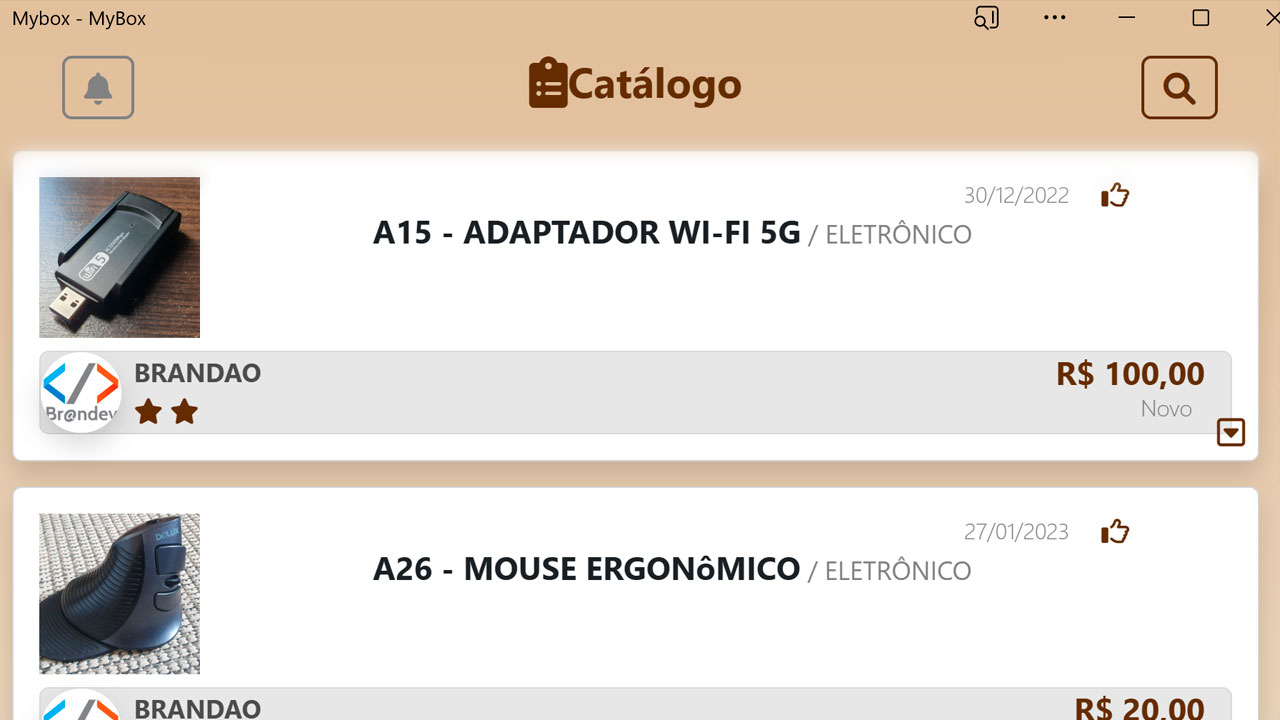 Mybox - MyBox
Catálogo
30/12/2022
A15 - ADAPTADOR WI-FI 5G / ELETRÔNICO
WiFi 5
BRANDAO
R$ 100,00
Br@ndev
Novo
27/01/2023
DELUX
A26 - MOUSE ERGONôMICO / ELETRÔNICO
BRANDAO
R$ 20,00